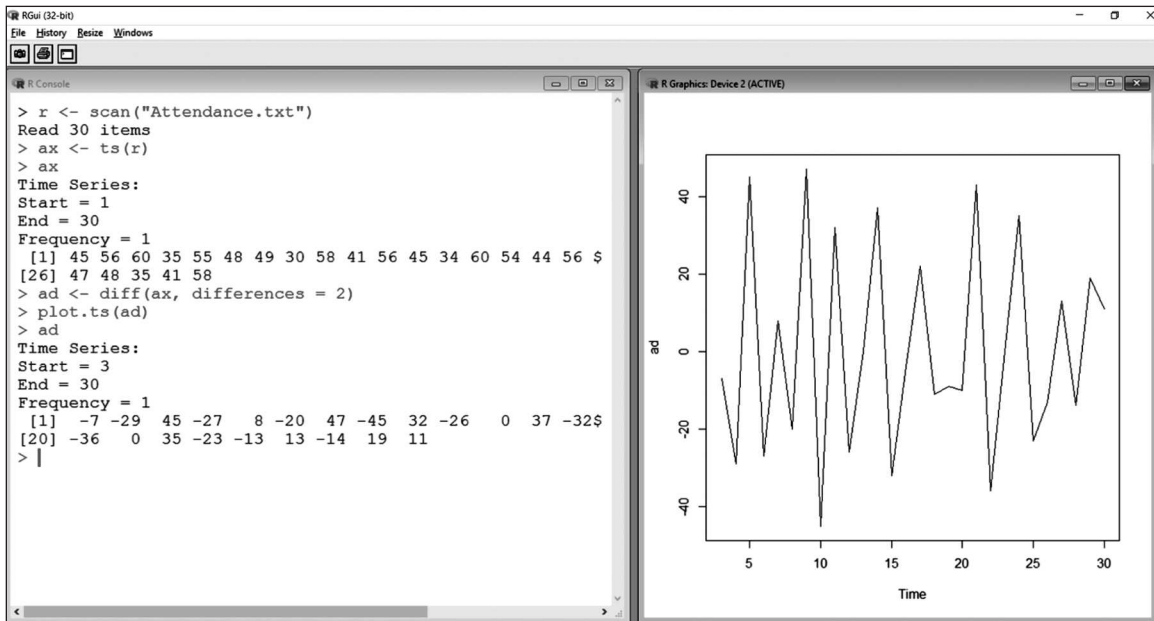 RGui (32-bit)
File History Resize Windows
R Console
> r <- scan("Attendance.txt")
Read 30 items
> ax <- ts(r)
> ax
Time Series:
Start = 1
End = 30
Frequency = 1
[1] 45 56 60 35 55 48 49 30 58 41 56 45 34 60 54 44 56 $
[26] 47 48 35 41 58
> ad <- diff(ax, differences = 2)
> plot.ts(ad)
> ad
Time Series:
Start = 3
End = 30
Frequency = 1
[1] -7 -29 45 -27 8 -20 47 -45 32 -26 0 37 -32$
[20] -36 0 35 -23 -13 13 -14 19 11
>
R Graphics: Device 2 (ACTIVE)
40
20
0
-20
-40
ad
5 10 15 20 25 30
Time